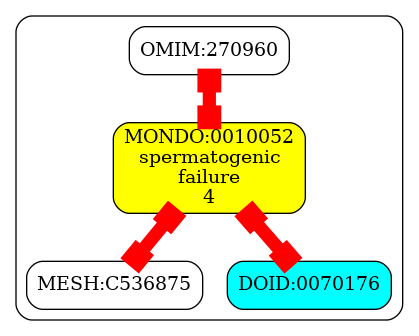 OMIM:270960
MONDO:0010052
spermatogenic
failure
4
MESH:C536875
DOID:0070176